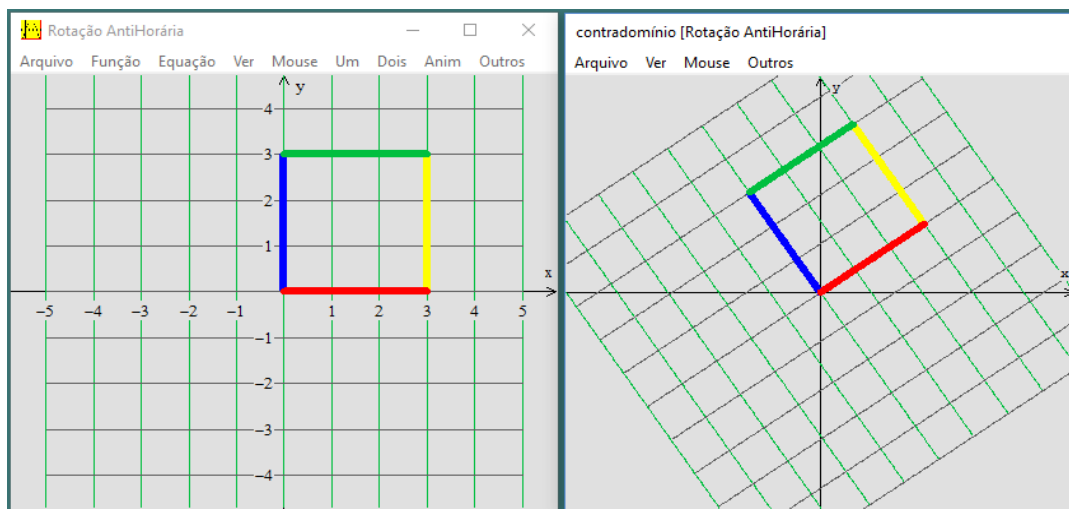 Rotação AntiHorária
Arquivo Função Equação Ver Mouse Um Dois Anim Outros
y
4
3
2
1
x
−5 −4 −3 −2 −1 1 2 3 4 5
−1
−2
−3
−4
contradomínio [Rotação AntiHorária]
Arquivo Ver Mouse Outros
y
x